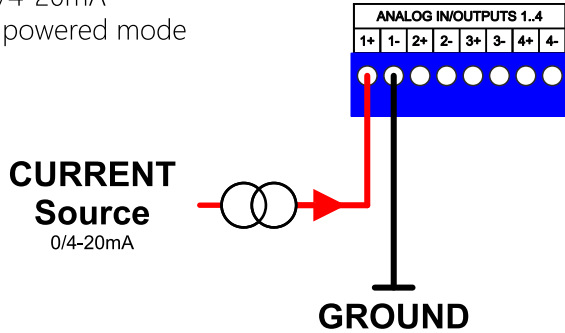 /4-20mA
powered mode
ANALOG IN/OUTPUTS 1..4
1+ 1- 2+ 2- 3+ 3- 4+ 4-
CURRENT
Source
0/4-20mA
GROUND